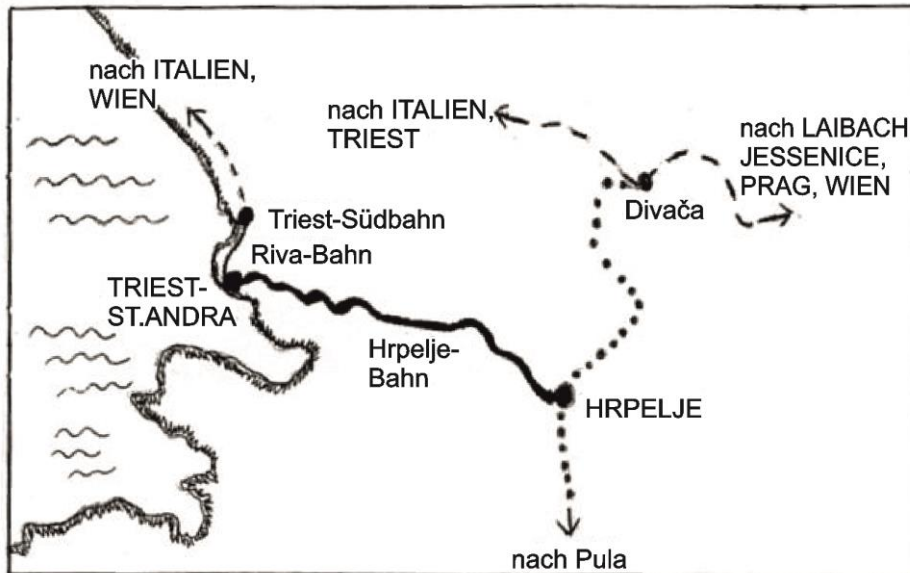 nach ITALIEN,
WIEN
nach ITALIEN,
TRIEST
nach LAIBACH
JESSENICE,
PRAG, WIEN
Divača
Triest-Südbahn
Riva-Bahn
TRIEST-
ST.ANDRA
Hrpelje-
Bahn
HRPELJE
nach Pula